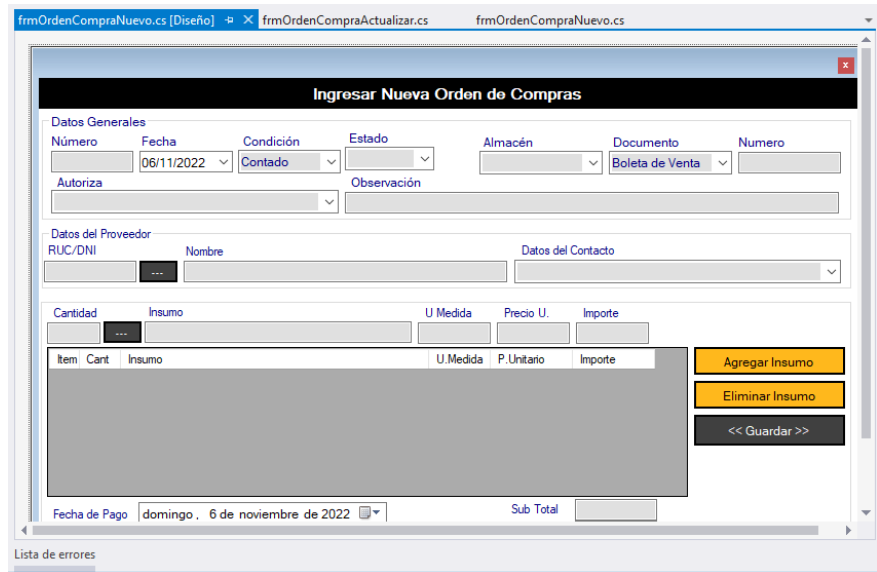 frmOrdenCompraNuevo.cs [Diseño] frmOrdenCompraActualizar.cs frmOrdenCompraNuevo.cs
x
Ingresar Nueva Orden de Compras
Datos Generales
Número Fecha Condición Estado Almacén Documento Numero
06/11/2022 Contado Boleta de Venta
Autoriza Observación
Datos del Proveedor
RUC/DNI Nombre Datos del Contacto
...
Cantidad Insumo U Medida Precio U. Importe
...
Item Cant Insumo U.Medida P.Unitario Importe
Agregar Insumo
Eliminar Insumo
<< Guardar >>
Fecha de Pago domingo , 6 de noviembre de 2022 Sub Total
Lista de errores